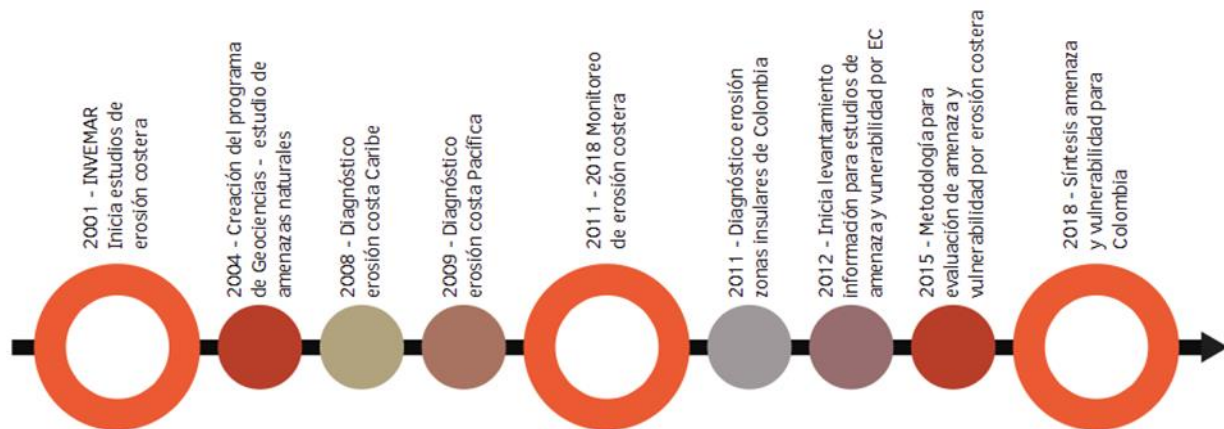 2001 - INVEMAR
Inicia estudios de
erosión costera
2004 - Creación del programa
de Geociencias - estudio de
amenazas naturales
2008 - Diagnóstico
erosión costa Caribe
2009 - Diagnóstico
erosión costa Pacífica
2011 - 2018 Monitoreo
de erosión costera
2011 - Diagnóstico erosión
zonas insulares de Colombia
2012 - Inicia levantamiento
información para estudios de
amenaza y vunerabilidad por EC
2015 - Metodología para
evaluación de amenaza y
vulnerabilidad por erosión costera
2018 - Síntesis amenaza
y vulnerabilidad para
Colombia